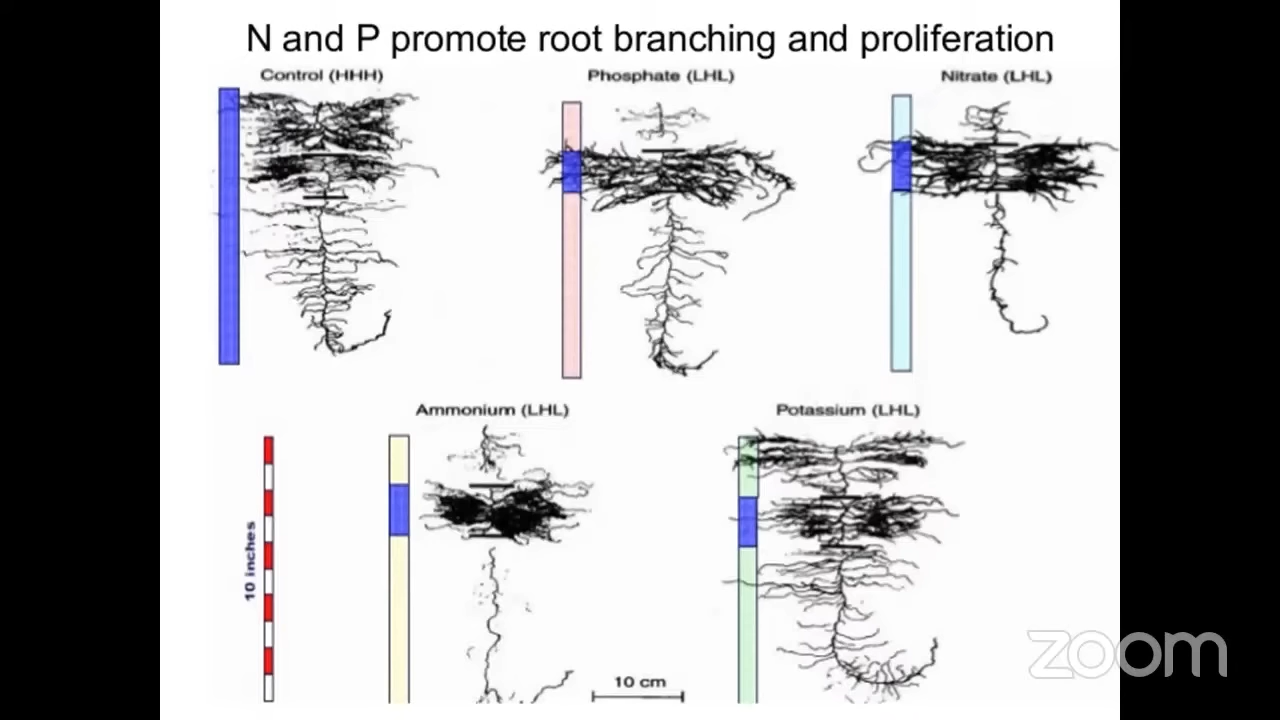 N and P promote root branching and proliferation
Control (HHH)
Phosphate (LHL)
Nitrate (LHL)
Ammonium (LHL)
Potassium (LHL)
10 inches
10 cm
zoom